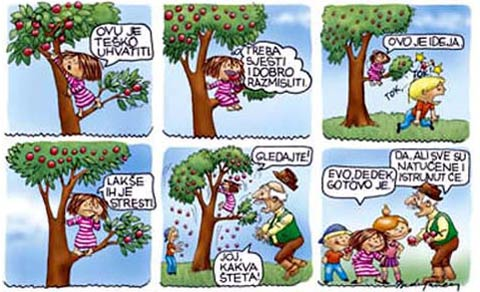 OVU JE
TEŠKO
UHVATITI
TREBA
SJESTI
I DOBRO
RAZMISLITI.
OVO JE IDEJA.
TOK,
TOK
LAKŠE
IH JE
STRESTI
GLEDAJTE!
JOJ,
KAKVA
ŠTETA!
EVO, DEDEK,
GOTOVO JE.
DA, ALI SVE SU
NATUČENE I
ISTRUNUT ĆE.